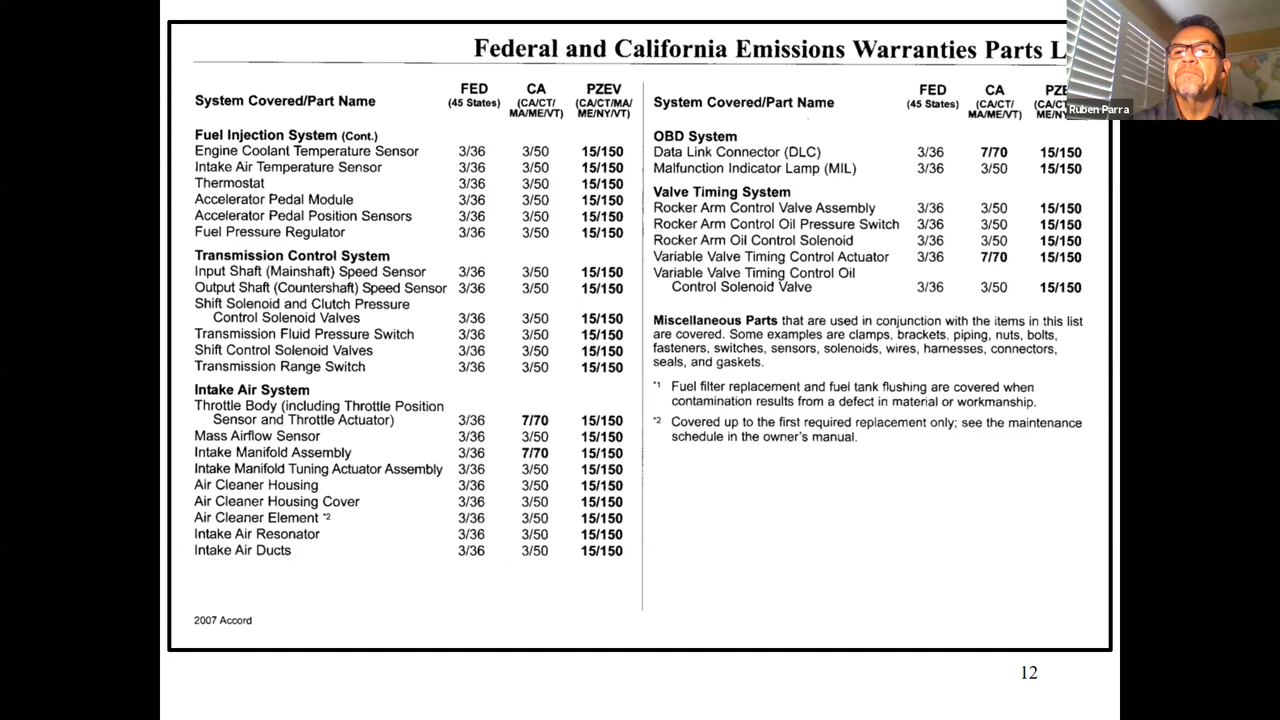 Federal and California Emissions Warranties Parts L
System Covered/Part Name FED CA PZEV
(45 States) (CA/CT/ MA/ME/VT) (CA/CT/MA/ ME/NY/VT)
Fuel Injection System (Cont.)
Engine Coolant Temperature Sensor 3/36 3/50 15/150
Intake Air Temperature Sensor 3/36 3/50 15/150
Thermostat 3/36 3/50 15/150
Accelerator Pedal Module 3/36 3/50 15/150
Accelerator Pedal Position Sensors 3/36 3/50 15/150
Fuel Pressure Regulator 3/36 3/50 15/150
Transmission Control System
Input Shaft (Mainshaft) Speed Sensor 3/36 3/50 15/150
Output Shaft (Countershaft) Speed Sensor 3/36 3/50 15/150
Shift Solenoid and Clutch Pressure
Control Solenoid Valves 3/36 3/50 15/150
Transmission Fluid Pressure Switch 3/36 3/50 15/150
Shift Control Solenoid Valves 3/36 3/50 15/150
Transmission Range Switch 3/36 3/50 15/150
Intake Air System
Throttle Body (including Throttle Position
Sensor and Throttle Actuator) 3/36 7/70 15/150
Mass Airflow Sensor 3/36 3/50 15/150
Intake Manifold Assembly 3/36 7/70 15/150
Intake Manifold Tuning Actuator Assembly 3/36 3/50 15/150
Air Cleaner Housing 3/36 3/50 15/150
Air Cleaner Housing Cover 3/36 3/50 15/150
Air Cleaner Element *2 3/36 3/50 15/150
Intake Air Resonator 3/36 3/50 15/150
Intake Air Ducts 3/36 3/50 15/150
2007 Accord
System Covered/Part Name FED CA PZE
(45 States) (CA/CT/ MA/ME/VT) (CA/C ME/N
OBD System
Data Link Connector (DLC) 3/36 7/70 15/150
Malfunction Indicator Lamp (MIL) 3/36 3/50 15/150
Valve Timing System
Rocker Arm Control Valve Assembly 3/36 3/50 15/150
Rocker Arm Control Oil Pressure Switch 3/36 3/50 15/150
Rocker Arm Oil Control Solenoid 3/36 3/50 15/150
Variable Valve Timing Control Actuator 3/36 7/70 15/150
Variable Valve Timing Control Oil
Control Solenoid Valve 3/36 3/50 15/150
Miscellaneous Parts that are used in conjunction with the items in this list
are covered. Some examples are clamps, brackets, piping, nuts, bolts,
fasteners, switches, sensors, solenoids, wires, harnesses, connectors,
seals, and gaskets.
*1 Fuel filter replacement and fuel tank flushing are covered when
contamination results from a defect in material or workmanship.
*2 Covered up to the first required replacement only; see the maintenance
schedule in the owner's manual.
Ruben Parra
12